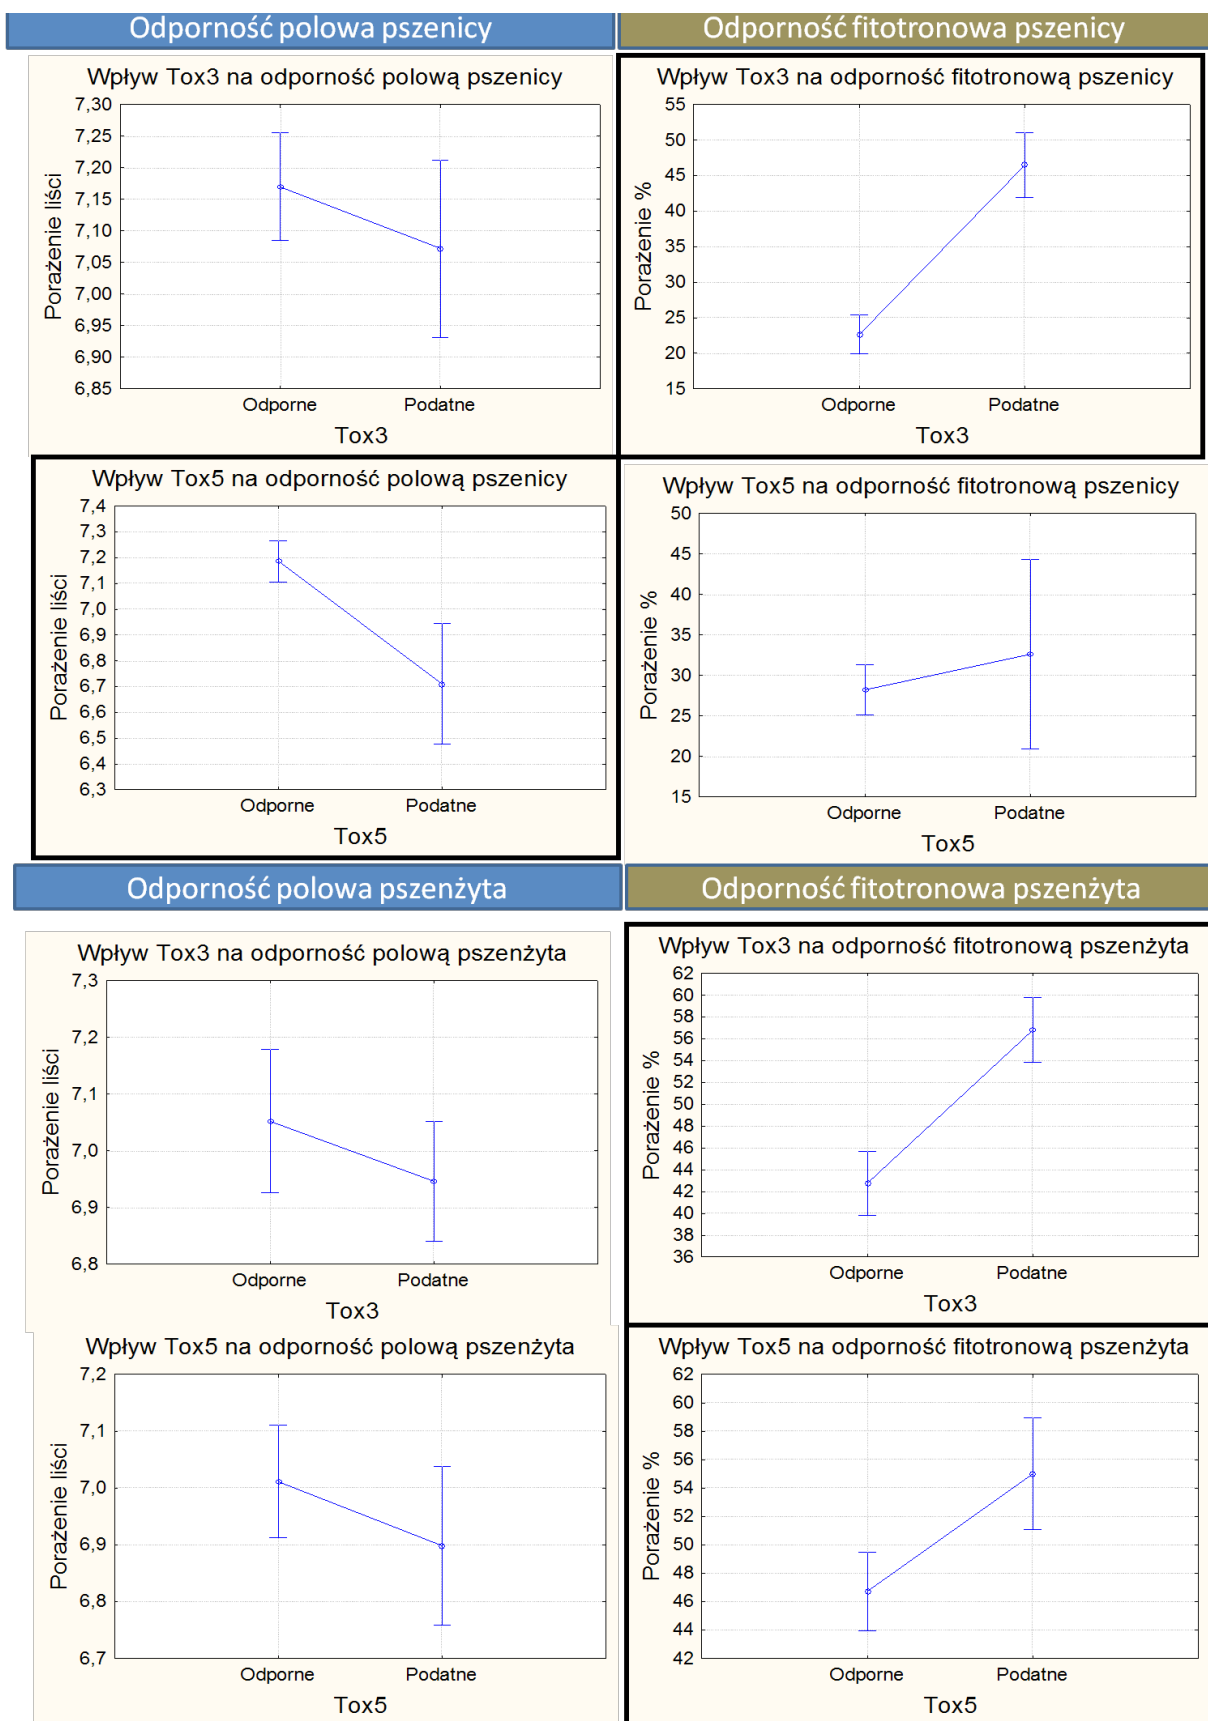 Odporność polowa pszenicy
Odporność fitotronowa pszenicy
Wpływ Tox3 na odporność polową pszenicy
Porażenie liści
7,30
7,25
7,20
7,15
7,10
7,05
7,00
6,95
6,90
6,85
Odporne Podatne
Tox3
Wpływ Tox3 na odporność fitotronową pszenicy
Porażenie %
55
50
45
40
35
30
25
20
15
Odporne Podatne
Tox3
Wpływ Tox5 na odporność polową pszenicy
Porażenie liści
7,4
7,3
7,2
7,1
7,0
6,9
6,8
6,7
6,6
6,5
6,4
6,3
Odporne Podatne
Tox5
Wpływ Tox5 na odporność fitotronową pszenicy
Porażenie %
50
45
40
35
30
25
20
15
Odporne Podatne
Tox5
Odporność polowa pszenżyta
Odporność fitotronowa pszenżyta
Wpływ Tox3 na odporność polową pszenżyta
Porażenie liści
7,3
7,2
7,1
7,0
6,9
6,8
Odporne Podatne
Tox3
Wpływ Tox3 na odporność fitotronową pszenżyta
Porażenie %
62
60
58
56
54
52
50
48
46
44
42
40
38
36
Odporne Podatne
Tox3
Wpływ Tox5 na odporność polową pszenżyta
Porażenie liści
7,2
7,1
7,0
6,9
6,8
6,7
Odporne Podatne
Tox5
Wpływ Tox5 na odporność fitotronową pszenżyta
Porażenie %
62
60
58
56
54
52
50
48
46
44
42
Odporne Podatne
Tox5